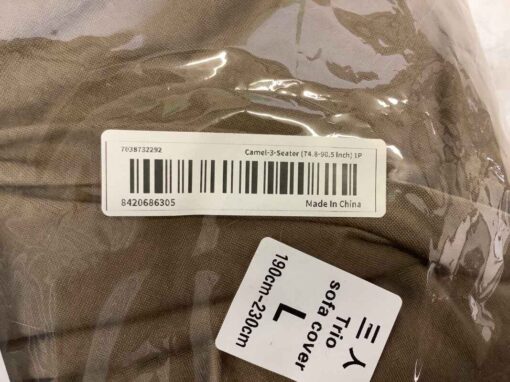 7038732292
Camel-3-Seater (74.8-90.5 Inch) 1P
8420686305
Made In China
三人
Trio
sofa cover
L
190cm~230cm